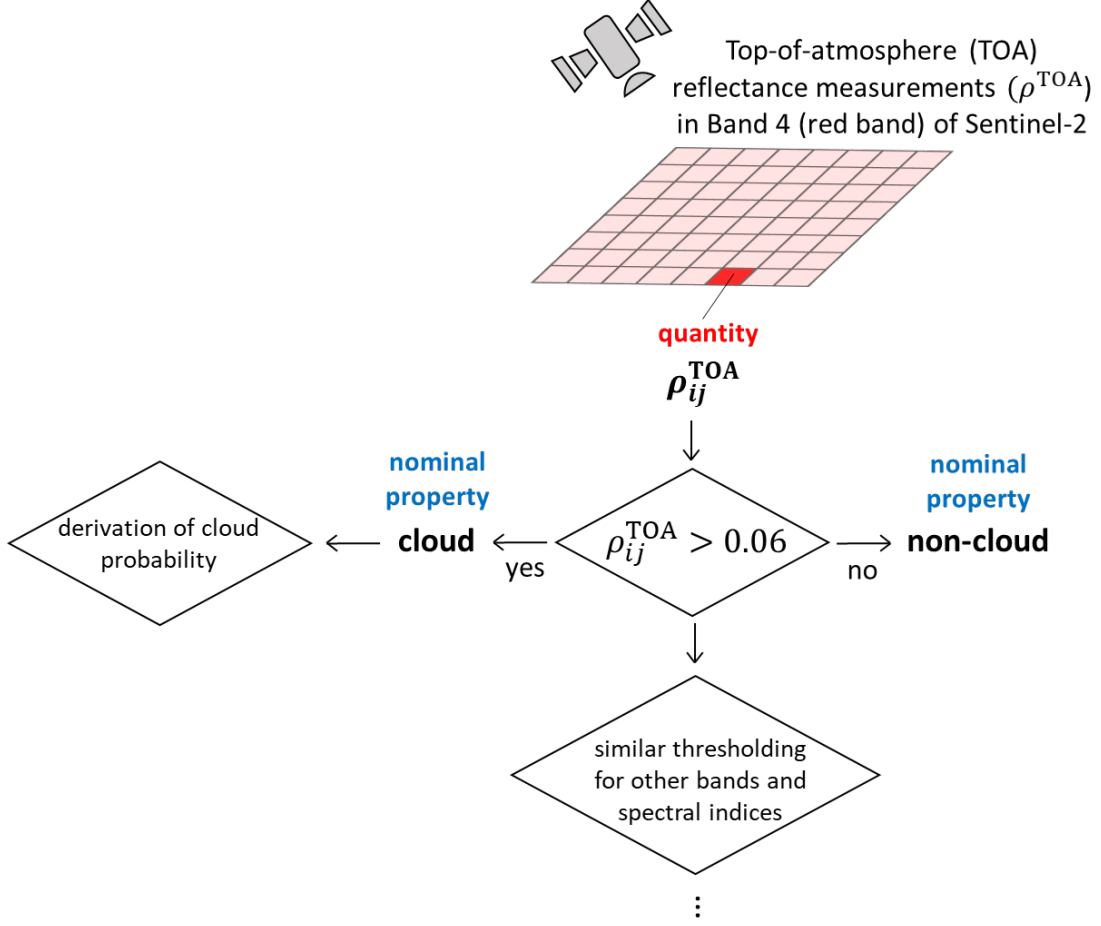 Top-of-atmosphere (TOA)
reflectance measurements (ρ^TOA)
in Band 4 (red band) of Sentinel-2
quantity
ρ_ij^TOA
nominal
property
cloud
nominal
property
non-cloud
derivation of cloud
probability
ρ_ij^TOA > 0.06
yes
no
similar thresholding
for other bands and
spectral indices
⋮